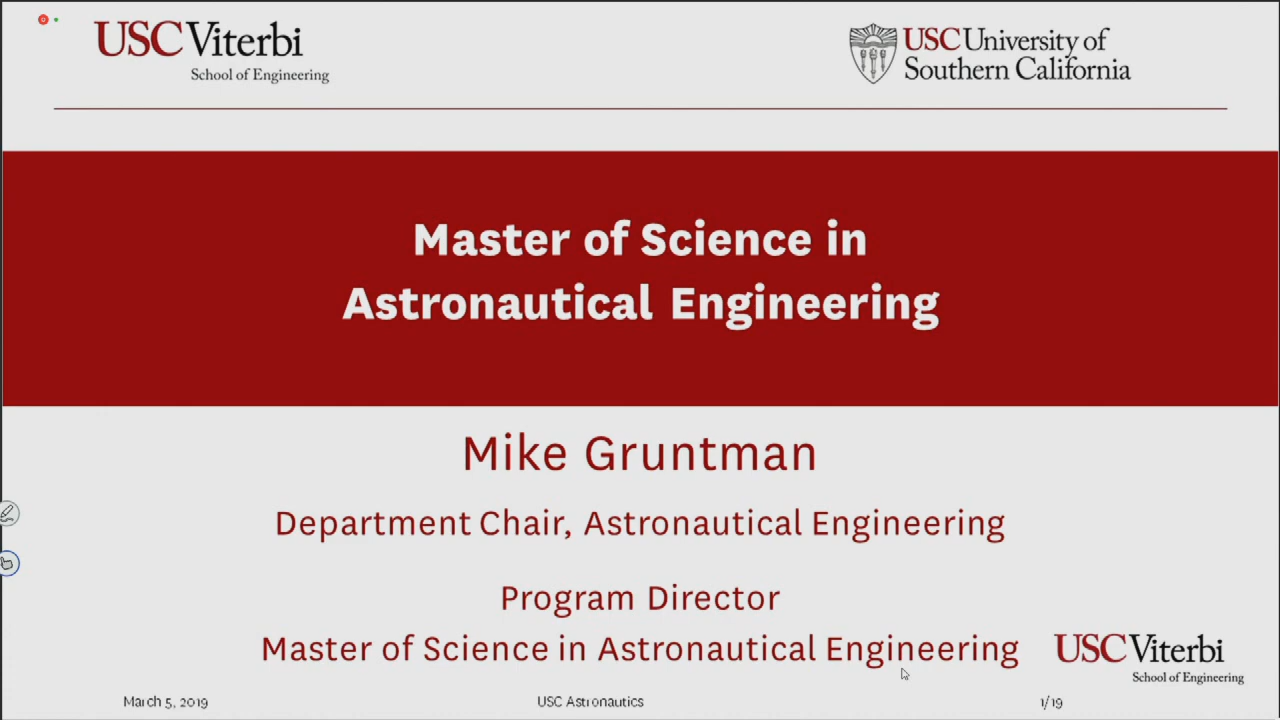 USC Viterbi
School of Engineering
USC University of
Southern California
Master of Science in
Astronautical Engineering
Mike Gruntman
Department Chair, Astronautical Engineering
Program Director
Master of Science in Astronautical Engineering
USC Viterbi
School of Engineering
March 5, 2019
USC Astronautics
1/19